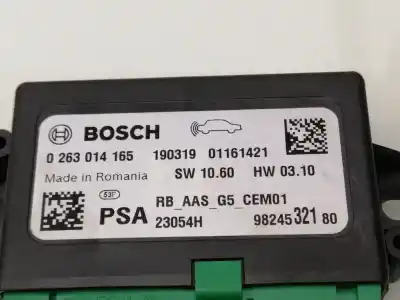 BOSCH
0 263 014 165 190319 01161421
Made in Romania SW 10.60 HW 03.10
53F
PSA RB_AAS_G5_CEM01
23054H 98245 321 80